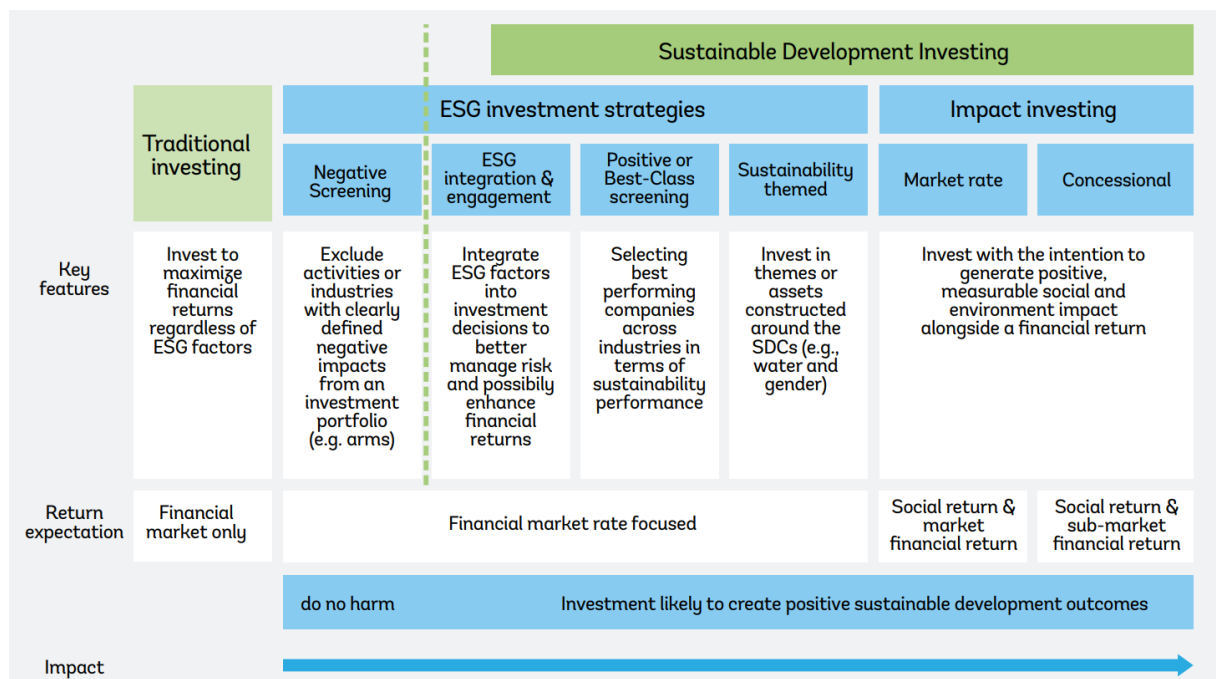 Sustainable Development Investing
Traditional
investing
ESG investment strategies
Impact investing
Negative
Screening
ESG
integration &
engagement
Positive or
Best-Class
screening
Sustainability
themed
Market rate
Concessional
Key
features
Invest to
maximize
financial
returns
regardless of
ESG factors
Exclude
activities or
industries
with clearly
defined
negative
impacts
from an
investment
portfolio
(e.g. arms)
Integrate
ESG factors
into
investment
decisions to
better
manage risk
and possibily
enhance
financial
returns
Selecting
best
performing
companies
across
industries in
terms of
sustainability
performance
Invest in
themes or
assets
constructed
around the
SDCs (e.g.,
water and
gender)
Invest with the intention to
generate positive,
measurable social and
environment impact
alongside a financial return
Return
expectation
Financial
market only
Financial market rate focused
Social return &
market
financial return
Social return &
sub-market
financial return
do no harm
Investment likely to create positive sustainable development outcomes
Impact